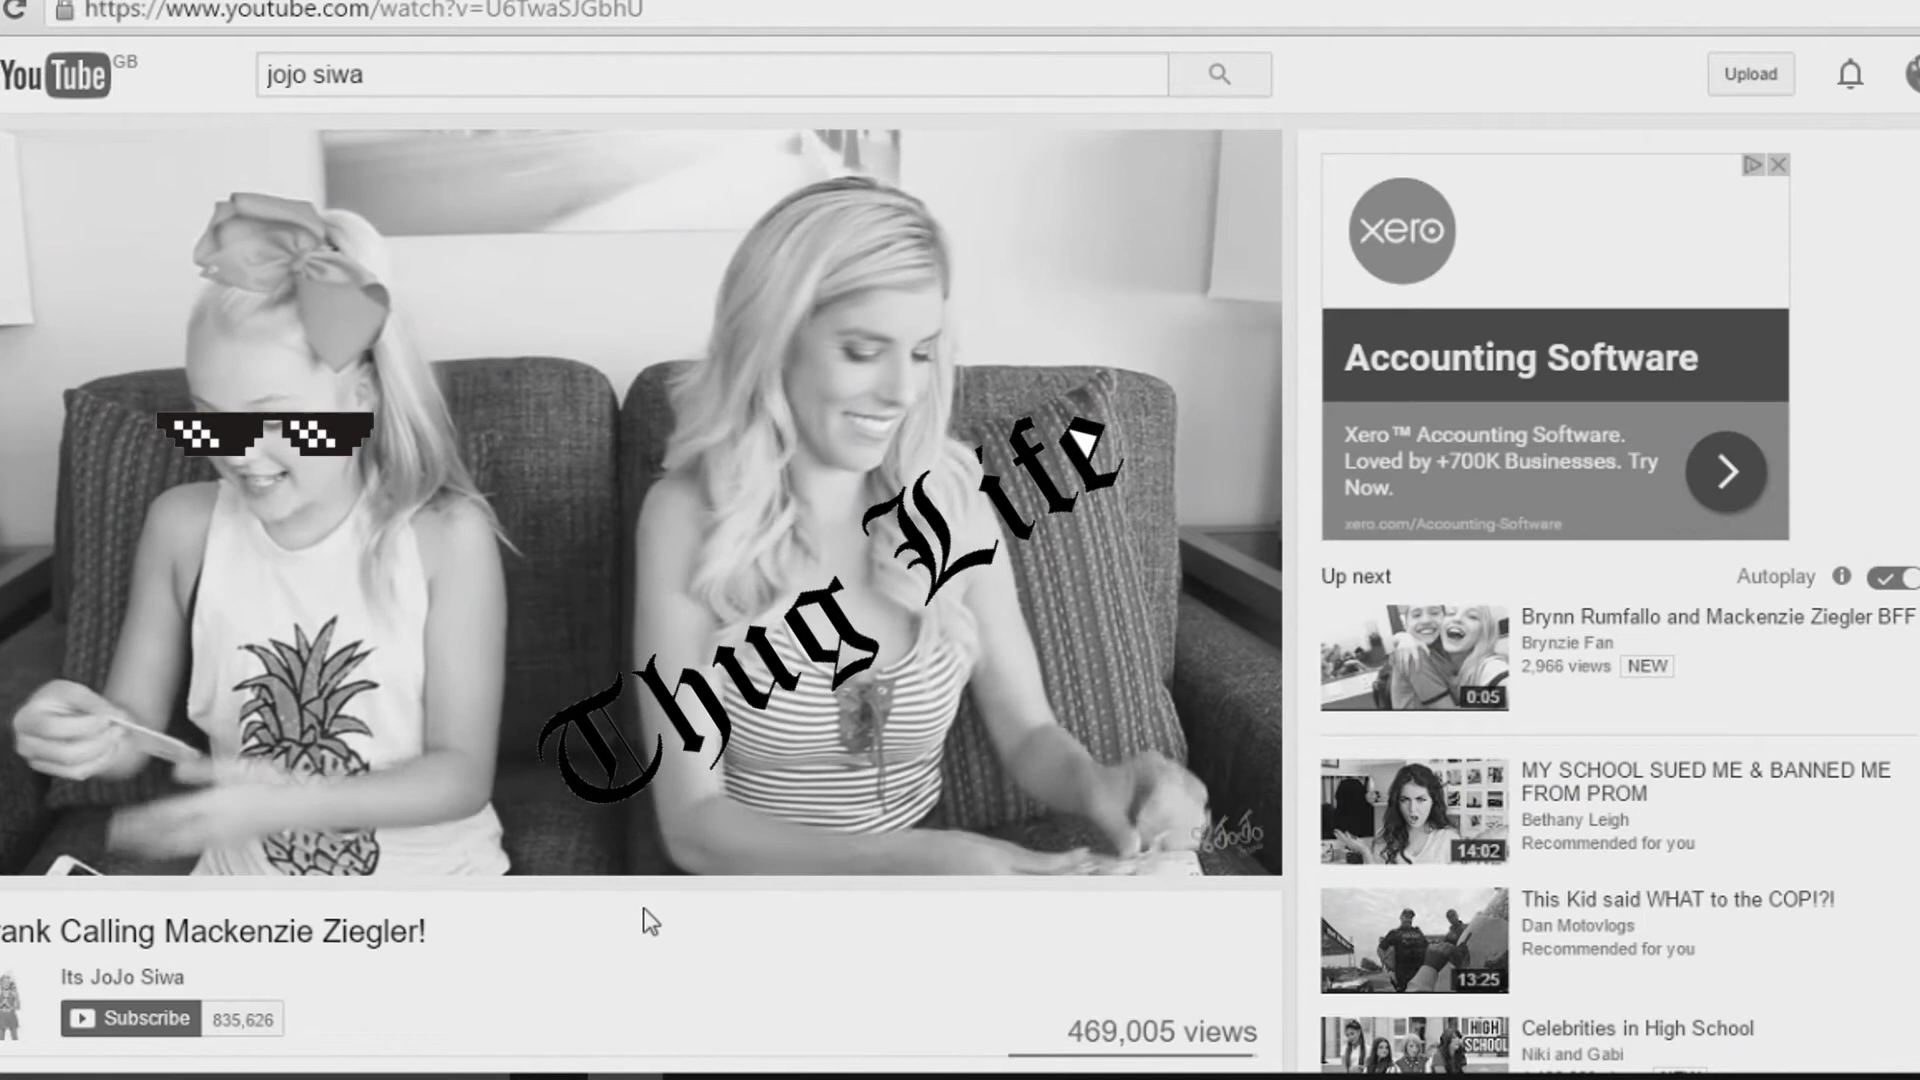 https://www.youtube.com/watch?v=U6TwaSJGbhU
YouTube GB
jojo siwa
Upload
xero
Accounting Software
Xero™ Accounting Software.
Loved by +700K Businesses. Try
Now.
xero.com/Accounting-Software
Thug Life
JoJo
Up next
Autoplay
Brynn Rumfallo and Mackenzie Ziegler BFF
Brynzie Fan
2,966 views NEW
0:05
MY SCHOOL SUED ME & BANNED ME
FROM PROM
Bethany Leigh
Recommended for you
14:02
This Kid said WHAT to the COP!?!
Dan Motovlogs
Recommended for you
13:25
Celebrities in High School
Niki and Gabi
HIGH
SCHOOL
ank Calling Mackenzie Ziegler!
Its JoJo Siwa
Subscribe 835,626
469,005 views